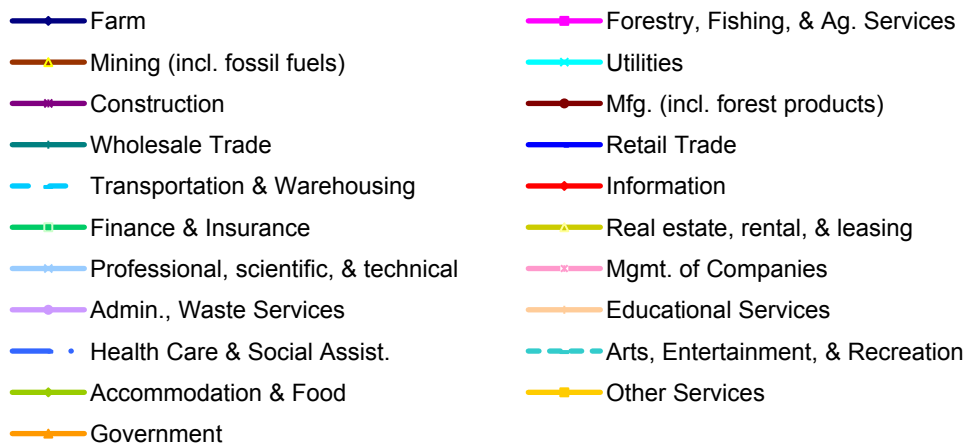 Farm
Forestry, Fishing, & Ag. Services
Mining (incl. fossil fuels)
Utilities
Construction
Mfg. (incl. forest products)
Wholesale Trade
Retail Trade
Transportation & Warehousing
Information
Finance & Insurance
Real estate, rental, & leasing
Professional, scientific, & technical
Mgmt. of Companies
Admin., Waste Services
Educational Services
Health Care & Social Assist.
Arts, Entertainment, & Recreation
Accommodation & Food
Other Services
Government